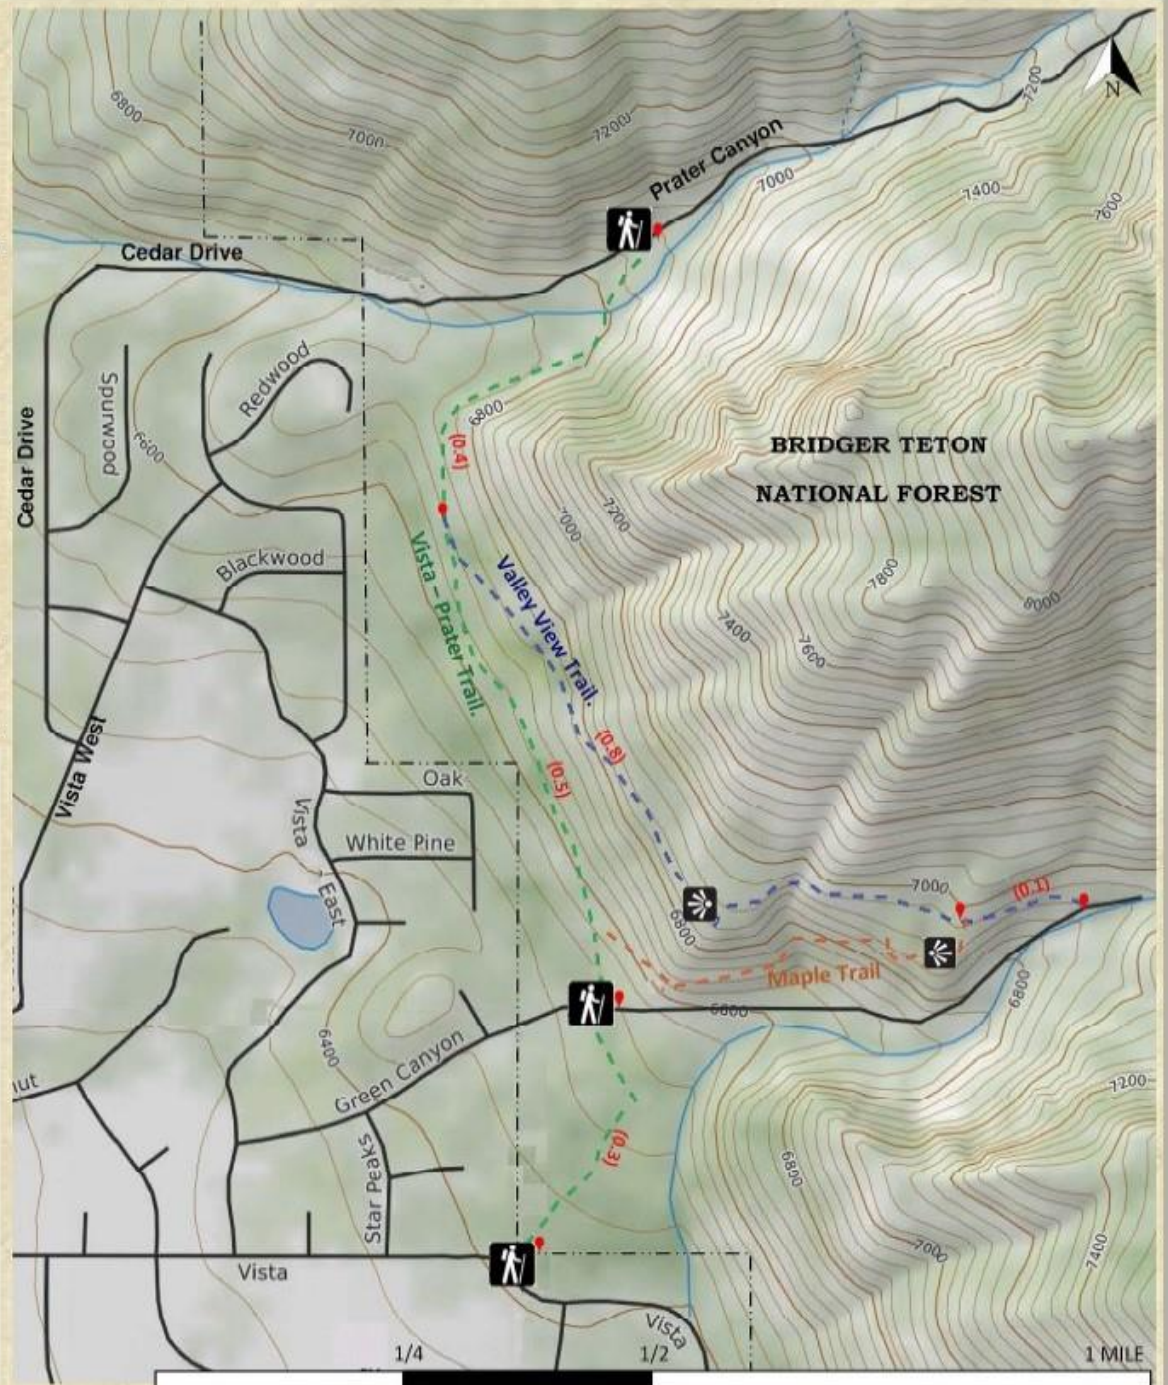 N
7200
6800
7000
7200
Prater Canyon
7000
7400
7600
Cedar Drive
Redwood
Spurwood
6800
(0.4)
6600
Cedar Drive
BRIDGER TETON
NATIONAL FOREST
7000
7200
Blackwood
Vista – Prater Trail.
Valley View Trail.
7800
8000
7400
7600
Vista West
(0.8)
(0.5)
Oak
Vista
White Pine
East
7000
(0.1)
6800
Maple Trail
6800
6800
6400
Green Canyon
7200
Star Peaks
(0.3)
6800
7000
7400
Vista
Vista
1/4
1/2
1 MILE